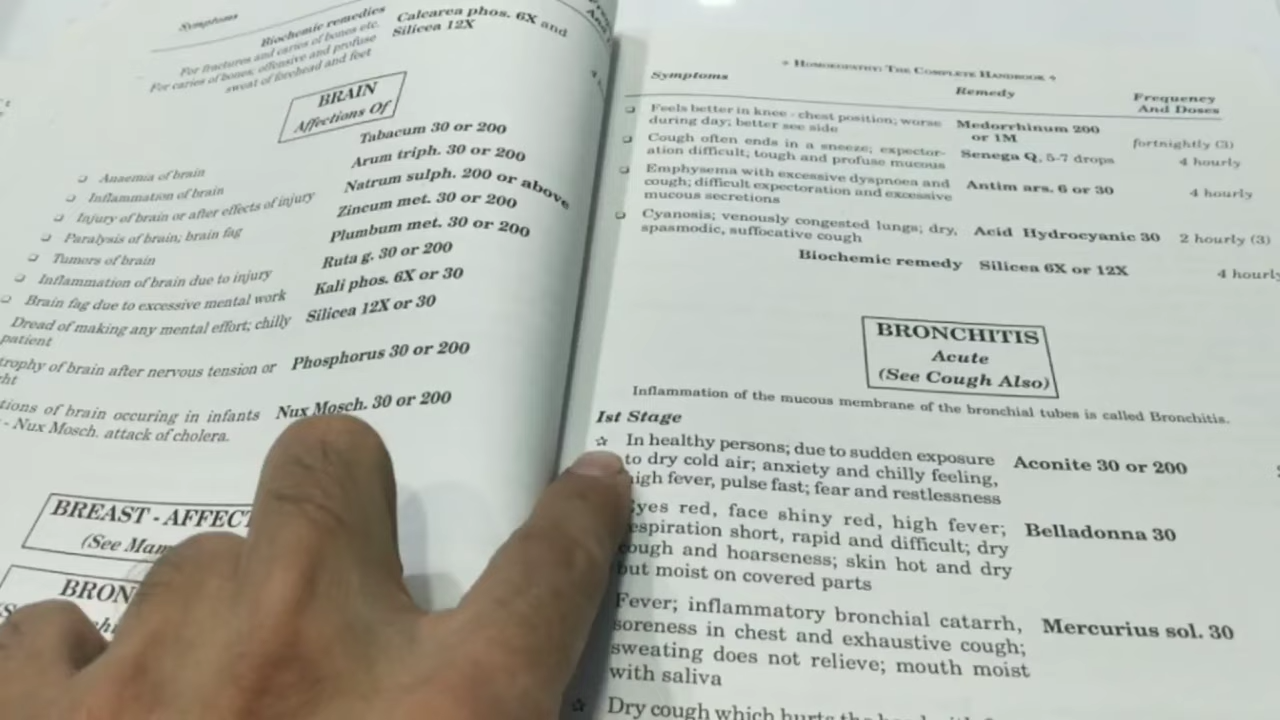 Symptoms
Biochemic remedies
For fractures and caries of bones etc.
Calcarea phos. 6X and
For caries of bones; offensive and profuse
Silicea 12X
sweat of forehead and feet
BRAIN
Affections Of
Anaemia of brain Tabacum 30 or 200
Inflammation of brain Arum triph. 30 or 200
Injury of brain or after effects of injury Natrum sulph. 200 or above
Paralysis of brain; brain fag Zincum met. 30 or 200
Tumors of brain Plumbum met. 30 or 200
Inflammation of brain due to injury Ruta g. 30 or 200
Brain fag due to excessive mental work Kali phos. 6X or 30
Dread of making any mental effort; chilly Silicea 12X or 30
patient
trophy of brain after nervous tension or Phosphorus 30 or 200
ht
tions of brain occuring in infants Nux Mosch. 30 or 200
- Nux Mosch. attack of cholera.
BREAST - AFFECT
(See Mam
BRON
HOMOEOPATHY: THE COMPLETE HANDBOOK
Symptoms Remedy Frequency
And Doses
Feels better in knee - chest position; worse Medorrhinum 200
during day; better see side or 1M fortnightly (3)
Cough often ends in a sneeze; expector- Senega Q, 5-7 drops 4 hourly
ation difficult; tough and profuse mucous
Emphysema with excessive dyspnoea and Antim ars. 6 or 30 4 hourly
cough; difficult expectoration and excessive
mucous secretions
Cyanosis; venously congested lungs; dry, Acid Hydrocyanic 30 2 hourly (3)
spasmodic, suffocative cough
Biochemic remedy Silicea 6X or 12X 4 hourl
BRONCHITIS
Acute
(See Cough Also)
Inflammation of the mucous membrane of the bronchial tubes is called Bronchitis.
Ist Stage
In healthy persons; due to sudden exposure Aconite 30 or 200
to dry cold air; anxiety and chilly feeling,
high fever, pulse fast; fear and restlessness
Eyes red, face shiny red, high fever; Belladonna 30
respiration short, rapid and difficult; dry
cough and hoarseness; skin hot and dry
but moist on covered parts
Fever; inflammatory bronchial catarrh, Mercurius sol. 30
soreness in chest and exhaustive cough;
sweating does not relieve; mouth moist
with saliva
Dry cough which hurts the